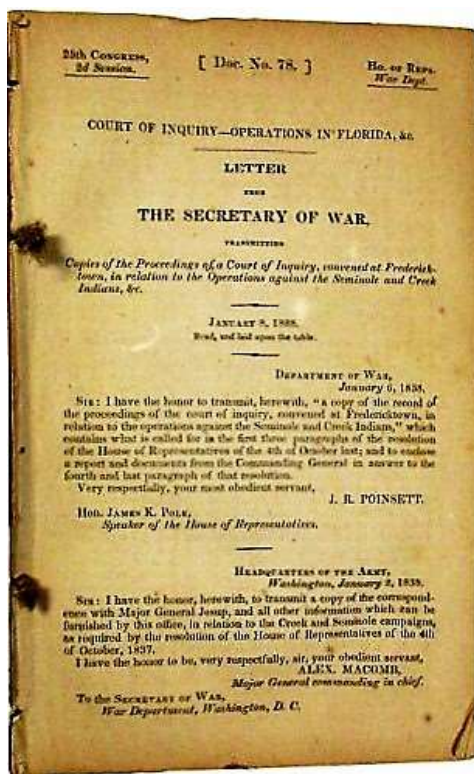 25th Congress, [ Doc. No. 78. ] Ho. of Reps.
2d Session. War Dept.
COURT OF INQUIRY—OPERATIONS IN FLORIDA, &c.
LETTER
FROM
THE SECRETARY OF WAR,
TRANSMITTING
Copies of the Proceedings of a Court of Inquiry, convened at Frederick-
town, in relation to the Operations against the Seminole and Creek
Indians, &c.
January 8, 1838.
Read, and laid upon the table.
Department of War,
January 6, 1838.
Sir: I have the honor to transmit, herewith, "a copy of the record of
the proceedings of the court of inquiry, convened at Fredericktown, in
relation to the operations against the Seminole and Creek Indians," which
contains what is called for in the first three paragraphs of the resolution
of the House of Representatives of the 4th of October last; and to enclose
a report and documents from the Commanding General in answer to the
fourth and last paragraph of that resolution.
Very respectfully, your most obedient servant,
J. R. POINSETT.
Hon. James K. Polk,
Speaker of the House of Representatives.
Headquarters of the Army,
Washington, January 2, 1838.
Sir: I have the honor, herewith, to transmit a copy of the correspond-
ence with Major General Jesup, and all other information which can be
furnished by this office, in relation to the Creek and Seminole campaigns,
as required by the resolution of the House of Representatives of the 4th
of October, 1837.
I have the honor to be, very respectfully, sir, your obedient servant,
ALEX. MACOMB,
Major General commanding in chief.
To the Secretary of War,
War Department, Washington, D. C.